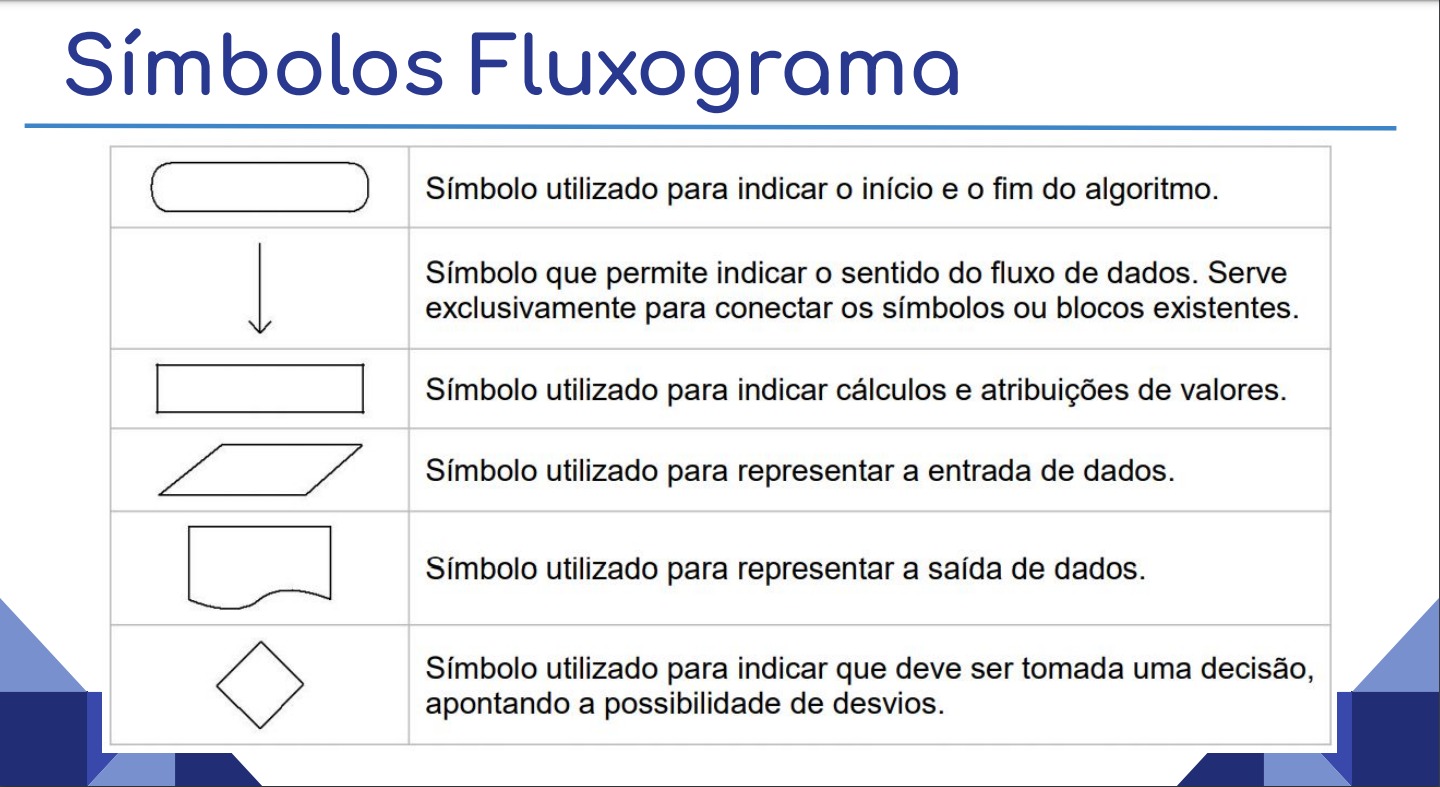 Símbolos Fluxograma
Símbolo utilizado para indicar o início e o fim do algoritmo.
Símbolo que permite indicar o sentido do fluxo de dados. Serve
exclusivamente para conectar os símbolos ou blocos existentes.
Símbolo utilizado para indicar cálculos e atribuições de valores.
Símbolo utilizado para representar a entrada de dados.
Símbolo utilizado para representar a saída de dados.
Símbolo utilizado para indicar que deve ser tomada uma decisão,
apontando a possibilidade de desvios.